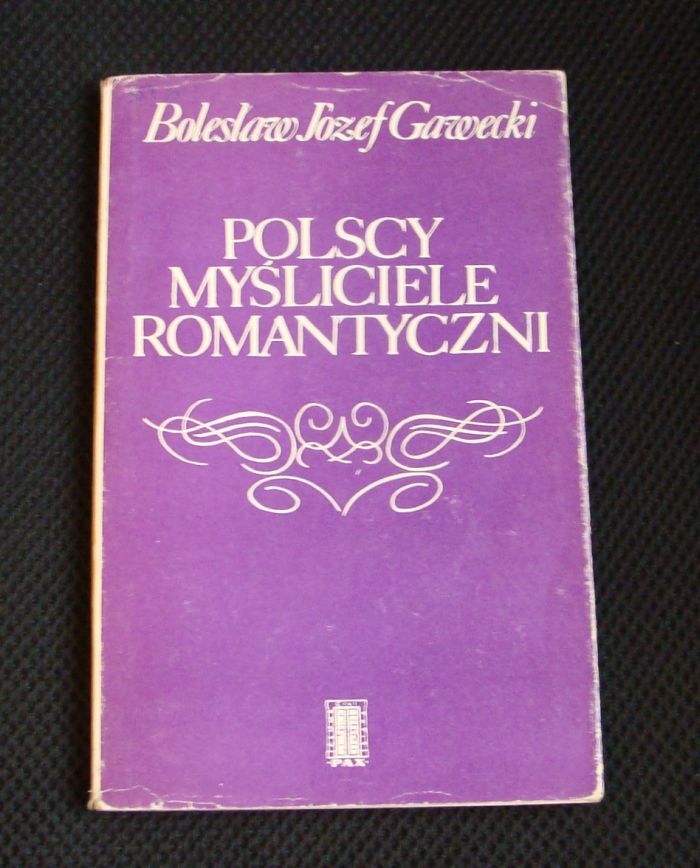 Bolesław Józef Gawecki
POLSCY
MYŚLICIELE
ROMANTYCZNI
PAX